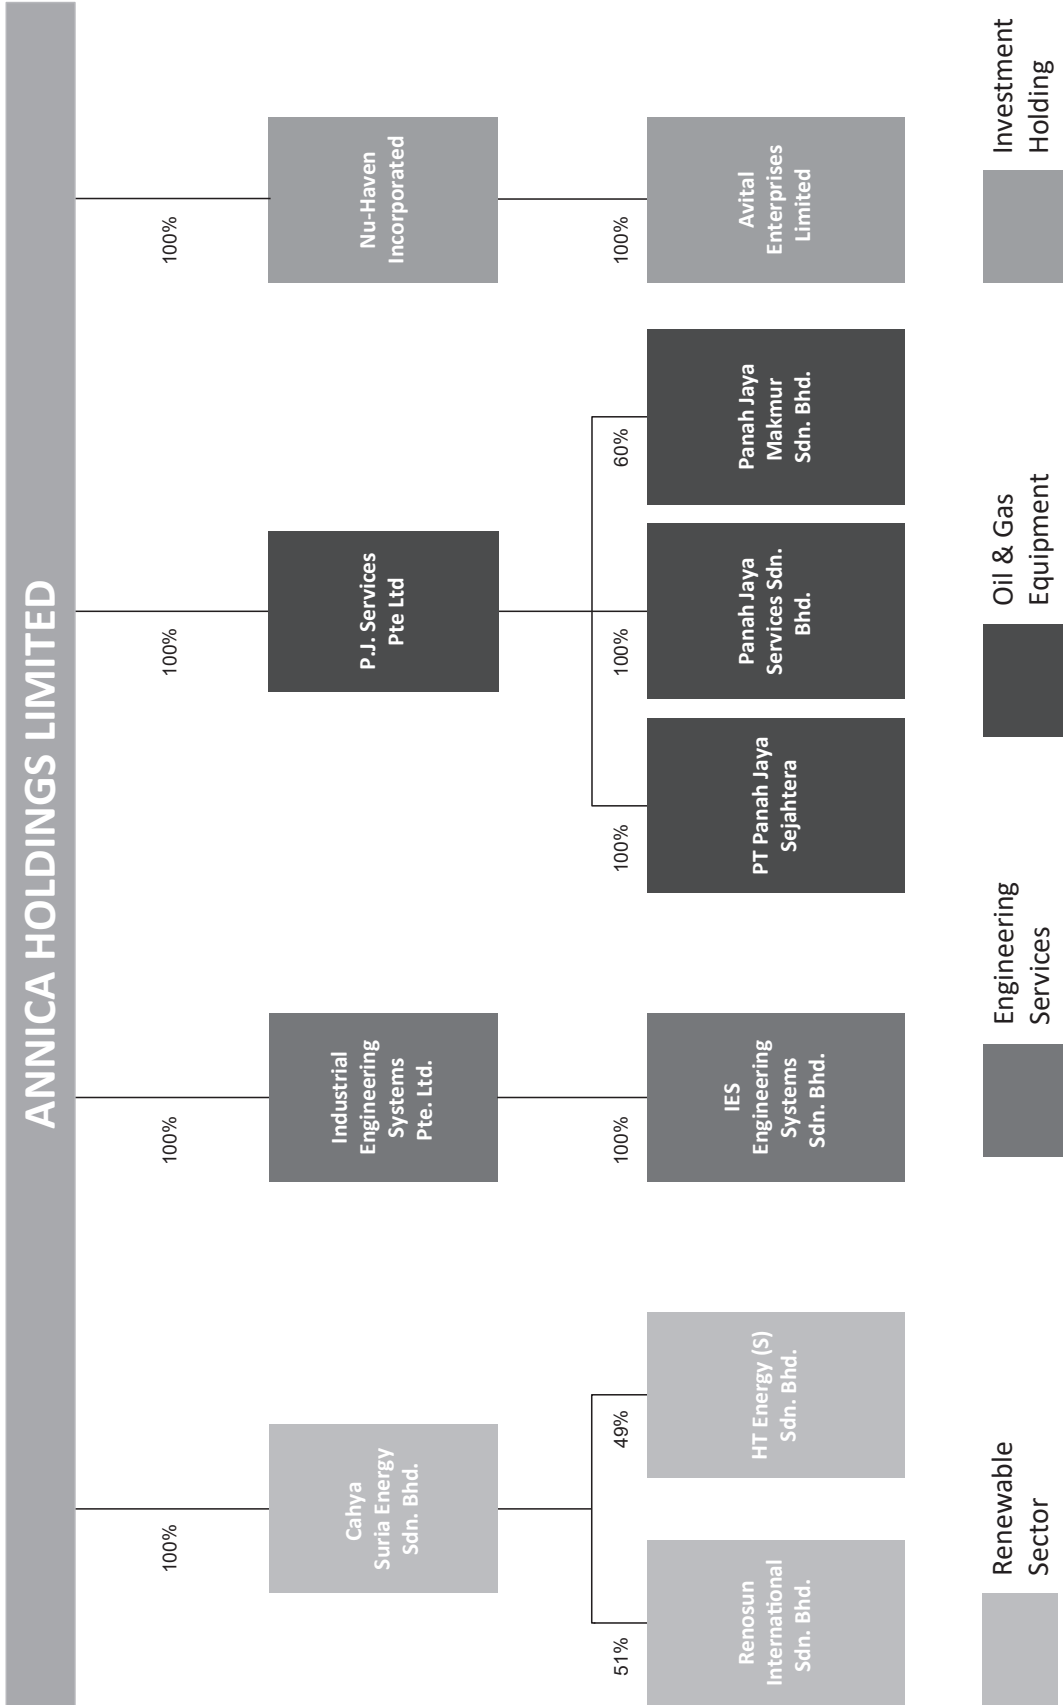 ANNICA HOLDINGS LIMITED
100%
100%
100%
100%
Cahya
Suria Energy
Sdn. Bhd.
Industrial
Engineering
Systems
Pte. Ltd.
P.J. Services
Pte Ltd
Nu-Haven
Incorporated
51%
49%
100%
100%
100%
60%
100%
Renosun
International
Sdn. Bhd.
HT Energy (S)
Sdn. Bhd.
IES
Engineering
Systems
Sdn. Bhd.
PT Panah Jaya
Sejahtera
Panah Jaya
Services Sdn.
Bhd.
Panah Jaya
Makmur
Sdn. Bhd.
Avital
Enterprises
Limited
Renewable
Sector
Engineering
Services
Oil & Gas
Equipment
Investment
Holding